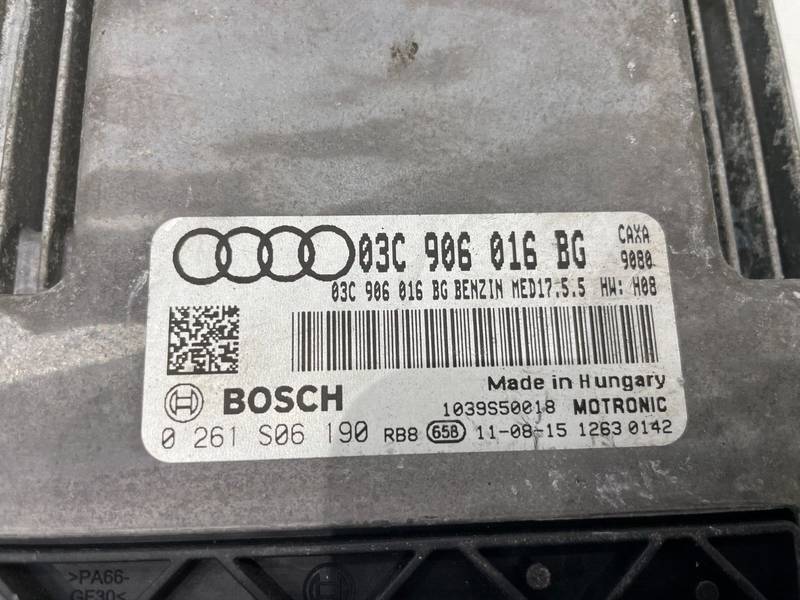 03C 906 016 BG CAXA
9080
03C 906 016 BG BENZIN MED17.5.5 HW: H08
Made in Hungary
BOSCH 1039S50018 MOTRONIC
0 261 S06 190 RB8 658 11-08-15 1263 0142
>PA66-
GF30<